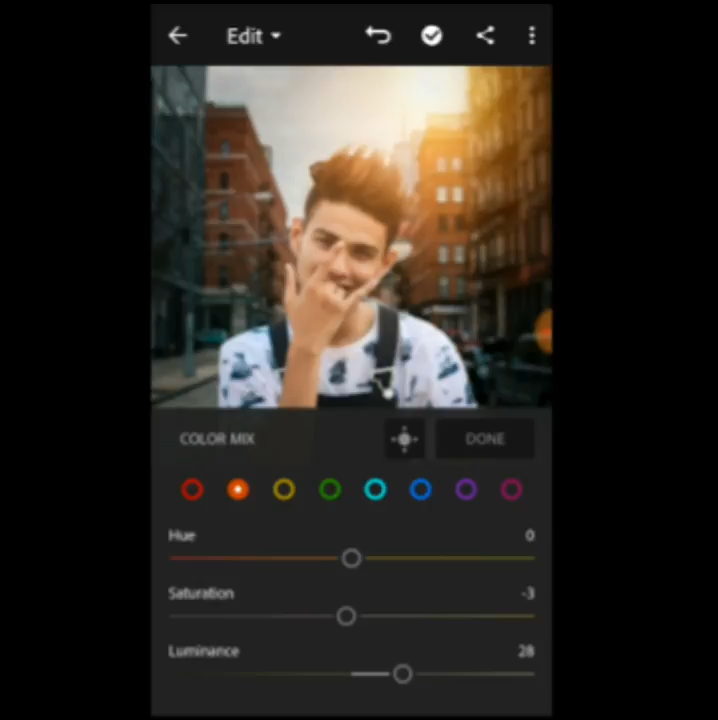 Edit
COLOR MIX
DONE
Hue 0
Saturation -3
Luminance 28